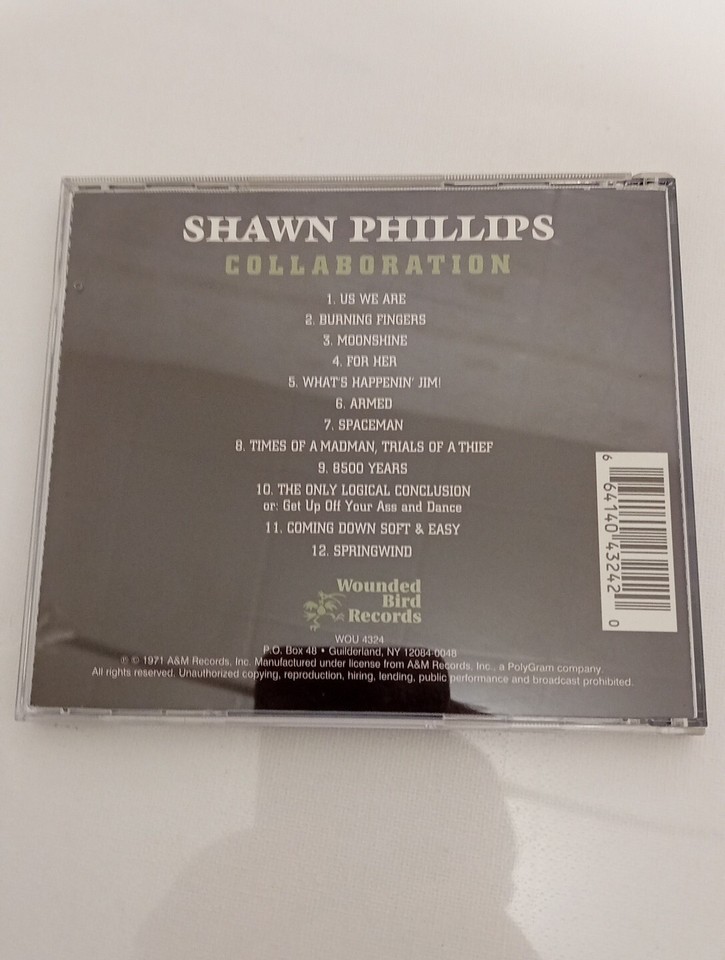 SHAWN PHILLIPS
COLLABORATION
1. US WE ARE
2. BURNING FINGERS
3. MOONSHINE
4. FOR HER
5. WHAT'S HAPPENIN' JIM!
6. ARMED
7. SPACEMAN
8. TIMES OF A MADMAN, TRIALS OF A THIEF
9. 8500 YEARS
10. THE ONLY LOGICAL CONCLUSION
or: Get Up Off Your Ass and Dance
11. COMING DOWN SOFT & EASY
12. SPRINGWIND
Wounded
Bird
Records
WOU 4324
P.O. Box 48 • Guilderland, NY 12084-0048
℗ © 1971 A&M Records, Inc. Manufactured under license from A&M Records, Inc., a PolyGram company.
All rights reserved. Unauthorized copying, reproduction, hiring, lending, public performance and broadcast prohibited.
6 64140 43242 0